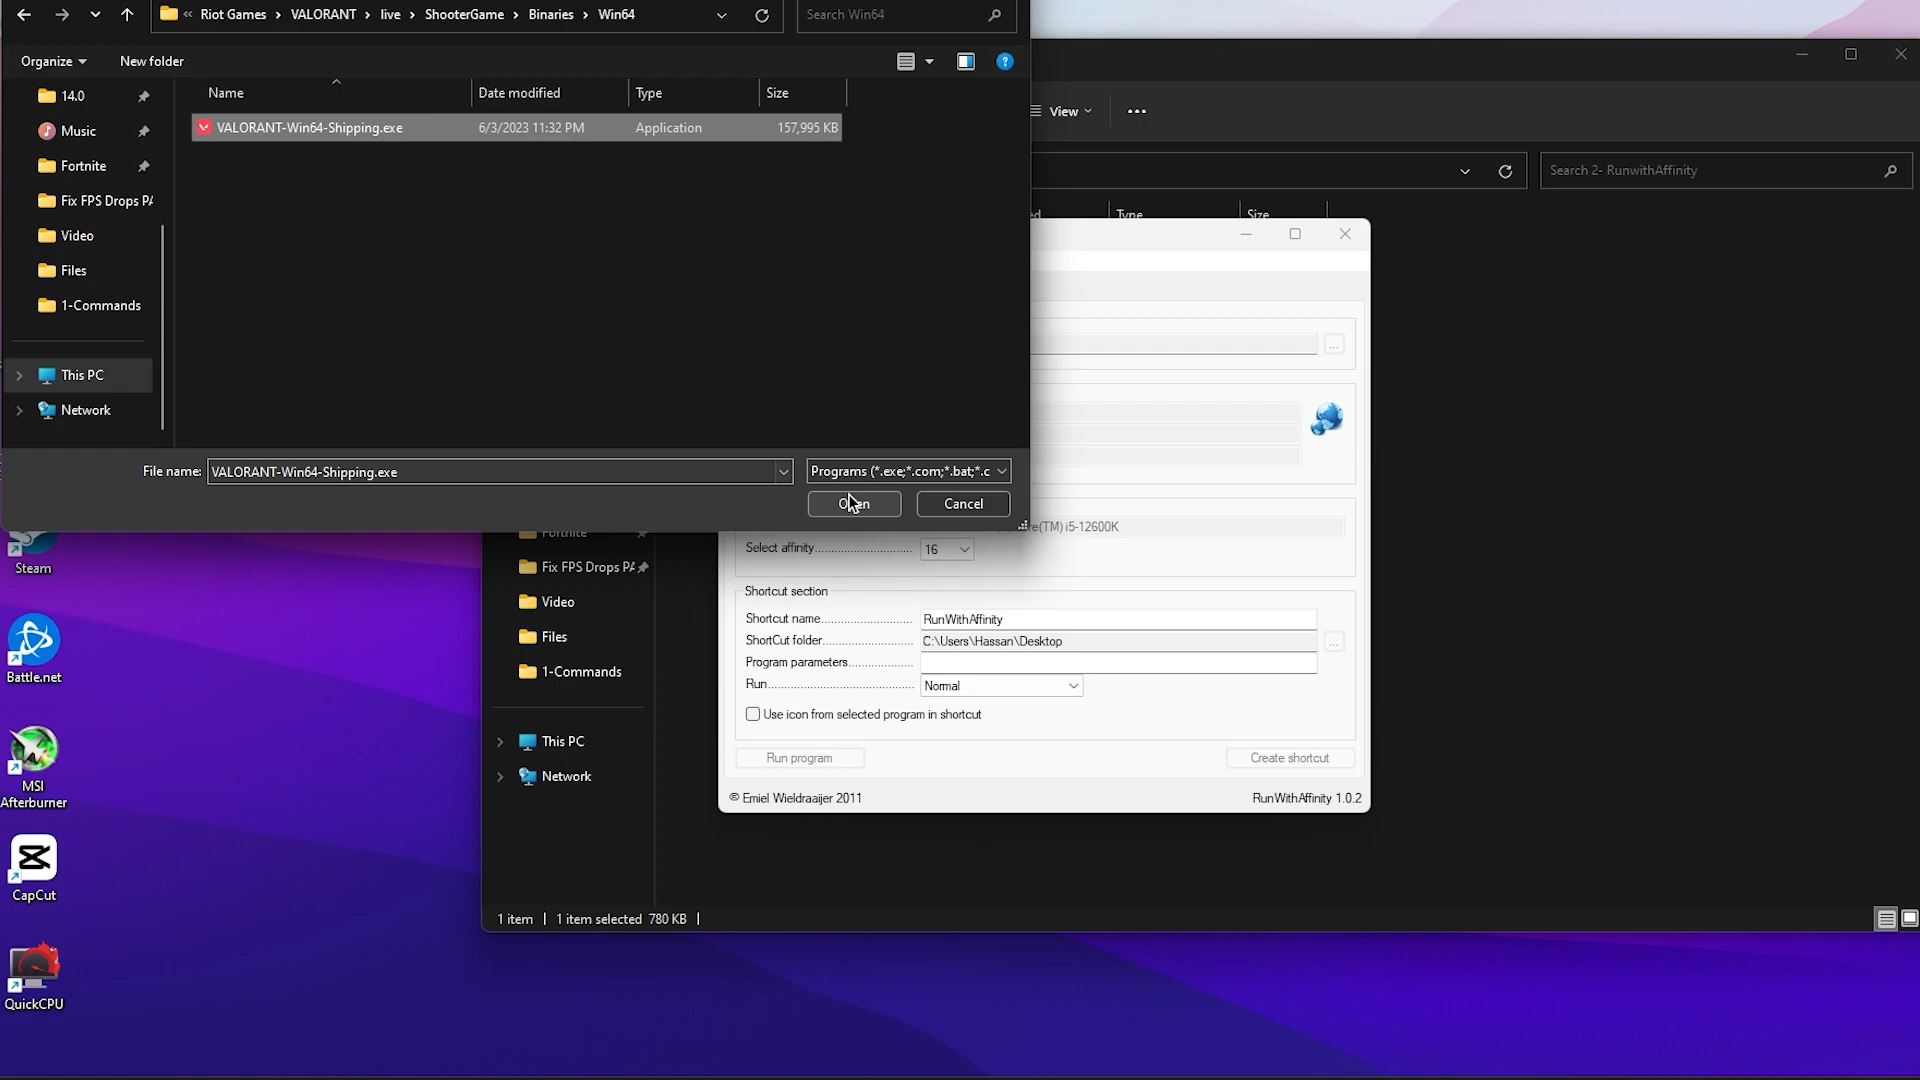 « Riot Games > VALORANT > live > ShooterGame > Binaries > Win64
Search Win64
Organize
New folder
Name
Date modified
Type
Size
VALORANT-Win64-Shipping.exe
6/3/2023 11:32 PM
Application
157,995 KB
14.0
Music
Fortnite
Fix FPS Drops PA
Video
Files
1-Commands
This PC
Network
File name:
VALORANT-Win64-Shipping.exe
Programs (*.exe;*.com;*.bat;*.c
Open
Cancel
View
Search 2- RunwithAffinity
Type
Size
...
...
re(TM) i5-12600K
Select affinity
16
Shortcut section
Shortcut name
RunWithAffinity
ShortCut folder
C:\Users\Hassan\Desktop
...
Program parameters
Run
Normal
Use icon from selected program in shortcut
Run program
Create shortcut
© Emiel Wieldraaijer 2011
RunWithAffinity 1.0.2
Fortnite
Fix FPS Drops PA
Video
Files
1-Commands
This PC
Network
1 item
1 item selected 780 KB
Steam
Battle.net
MSI
Afterburner
CapCut
QuickCPU